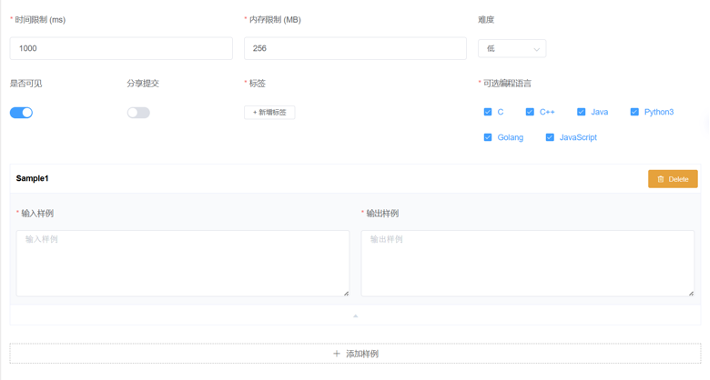 * 时间限制 (ms) * 内存限制 (MB) 难度
1000 256 低
是否可见 分享提交 * 标签 * 可选编程语言
+ 新增标签 C C++ Java Python3
Golang JavaScript
Sample1 Delete
* 输入样例 * 输出样例
输入样例 输出样例
+ 添加样例